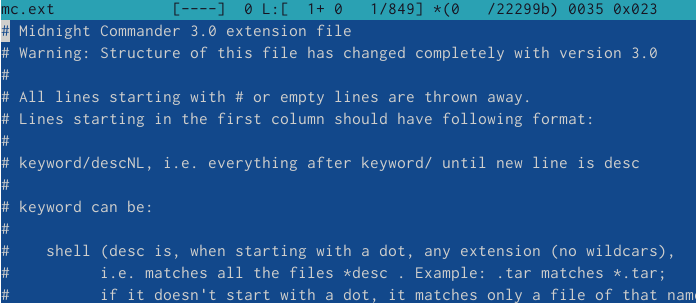 mc.ext [----] 0 L:[ 1+ 0 1/849] *(0 /22299b) 0035 0x023
# Midnight Commander 3.0 extension file
# Warning: Structure of this file has changed completely with version 3.0
#
# All lines starting with # or empty lines are thrown away.
# Lines starting in the first column should have following format:
#
# keyword/descNL, i.e. everything after keyword/ until new line is desc
#
# keyword can be:
#
# shell (desc is, when starting with a dot, any extension (no wildcars),
# i.e. matches all the files *desc . Example: .tar matches *.tar;
# if it doesn't start with a dot, it matches only a file of that nam